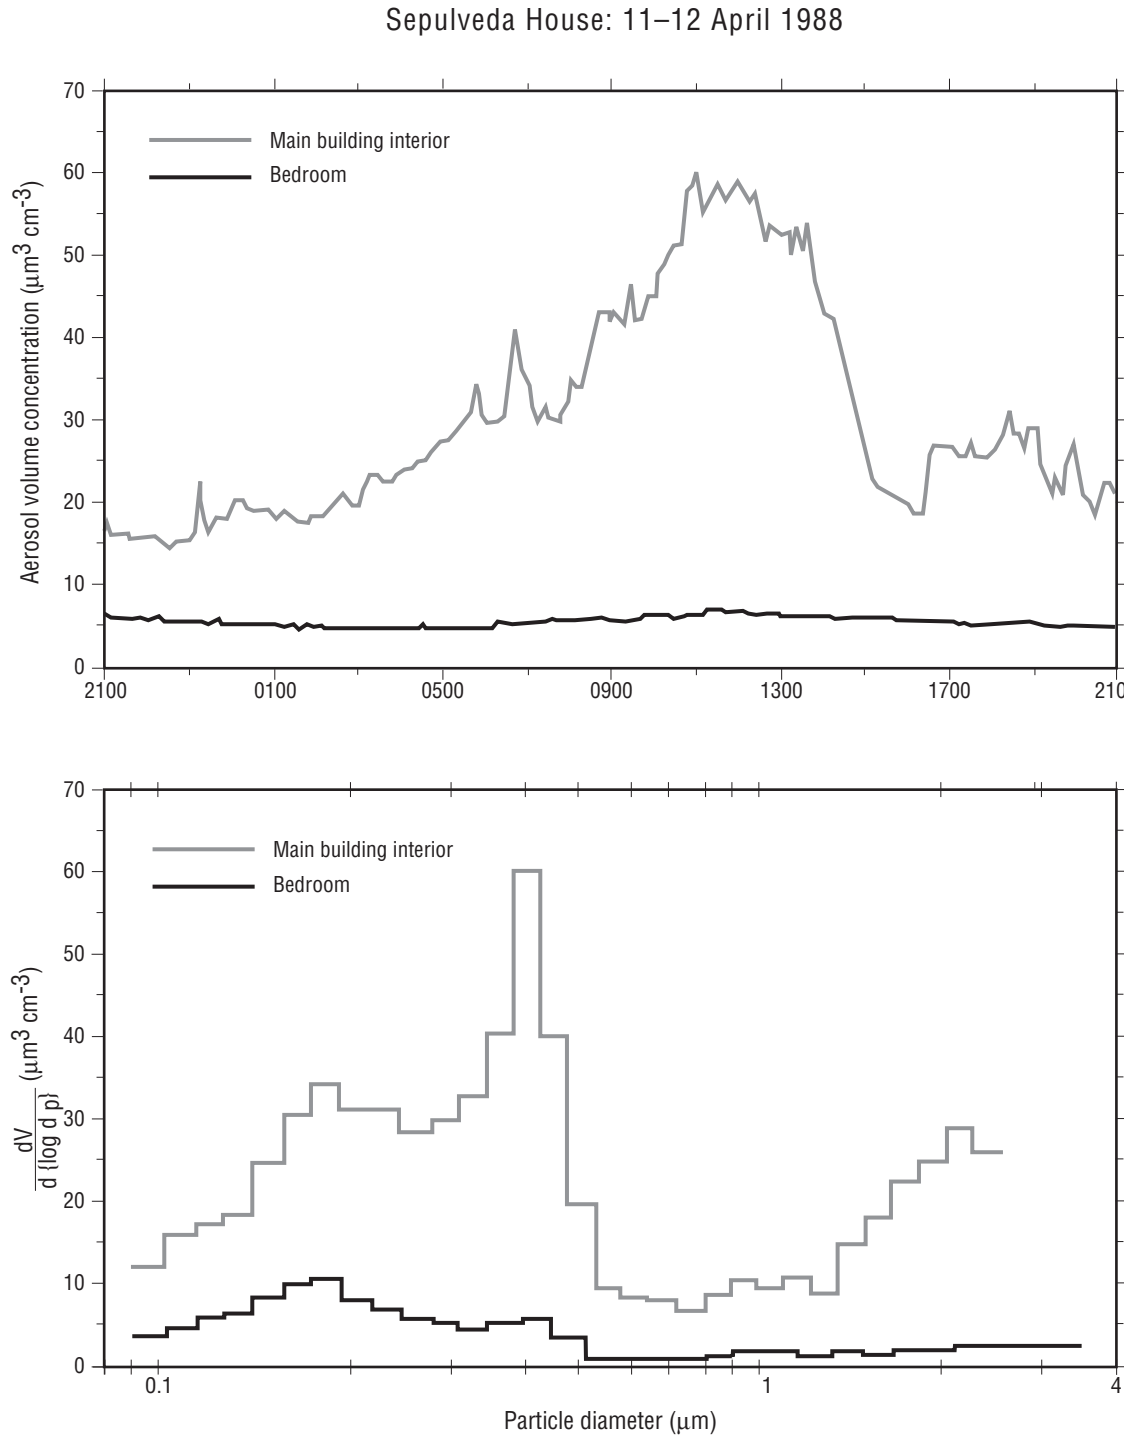 Sepulveda House: 11–12 April 1988
70
60
50
40
30
20
10
0
Aerosol volume concentration (μm3 cm-3)
Main building interior
Bedroom
2100 0100 0500 0900 1300 1700 210
70
60
50
40
30
20
10
0
dV
d {log d p}
(μm3 cm-3)
Main building interior
Bedroom
0.1 1 4
Particle diameter (μm)